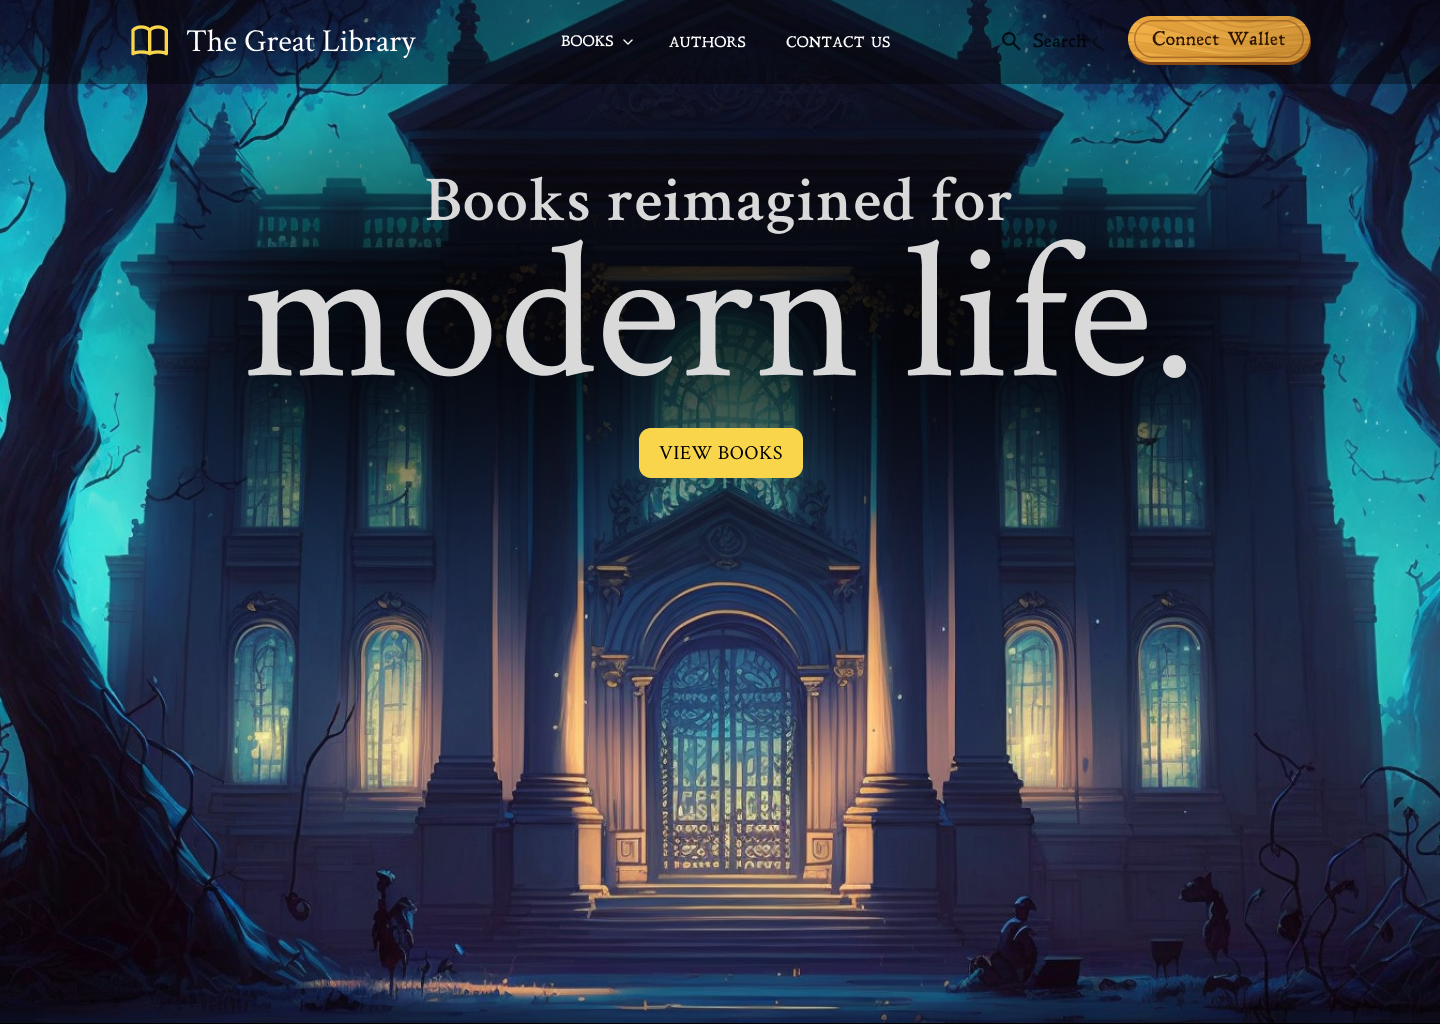 The Great Library
BOOKS
AUTHORS
CONTACT US
Search
Connect Wallet
Books reimagined for
modern life.
VIEW BOOKS